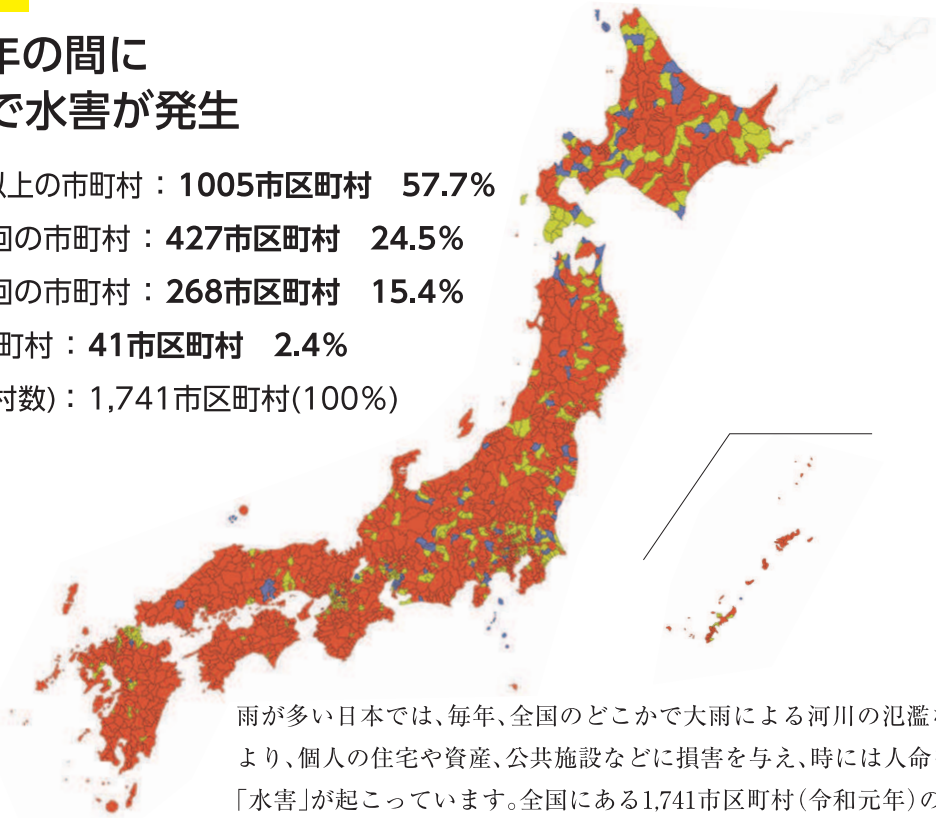 年の間に
で水害が発生
以上の市町村：1005市区町村　57.7%
回の市町村：427市区町村　24.5%
回の市町村：268市区町村　15.4%
町村：41市区町村　2.4%
村数)：1,741市区町村(100%)
雨が多い日本では、毎年、全国のどこかで大雨による河川の氾濫
より、個人の住宅や資産、公共施設などに損害を与え、時には人命
「水害」が起こっています。全国にある1,741市区町村（令和元年）の